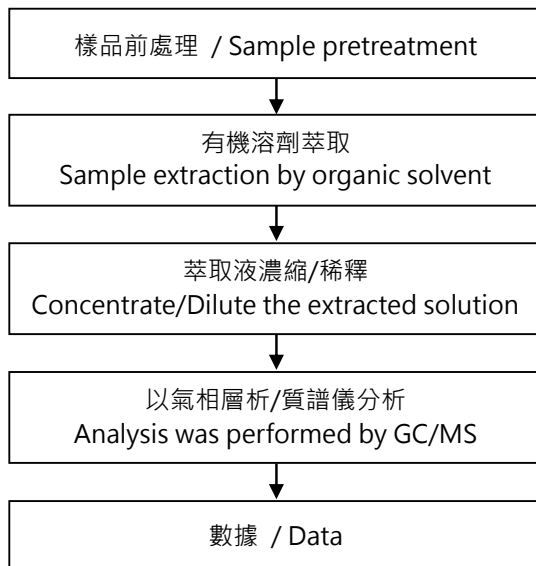 樣品前處理 / Sample pretreatment
有機溶劑萃取
Sample extraction by organic solvent
萃取液濃縮/稀釋
Concentrate/Dilute the extracted solution
以氣相層析/質譜儀分析
Analysis was performed by GC/MS
數據 / Data